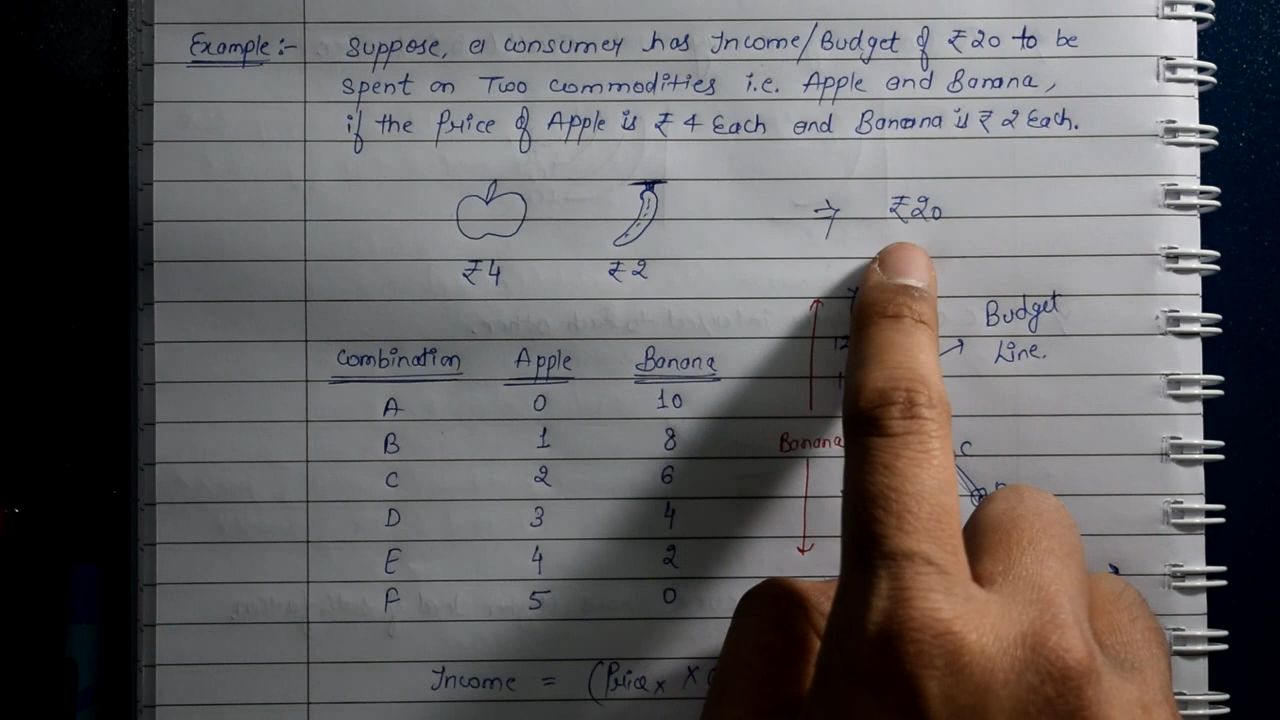 Example:- Suppose, a consumer has Income/Budget of ₹20 to be
spent on Two commodities i.e. Apple and Banana,
if the Price of Apple is ₹4 Each and Banana is ₹2 Each.
⇒ ₹20
₹4 ₹2
Budget
Line.
Combination Apple Banana
A 0 10
B 1 8
C 2 6
D 3 4
E 4 2
F 5 0
12
Banana
C
Income = (Priceₓ ×